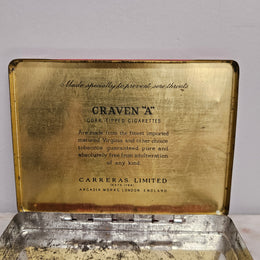 Made specially to prevent sore throats
CRAVEN "A"
CORK TIPPED CIGARETTES
Are made from the finest imported
matured Virginia and other choice
tobaccos guaranteed pure and
absolutely free from adulteration
of any kind.
CARRERAS LIMITED
ARCADIA WORKS, LONDON, ENGLAND.